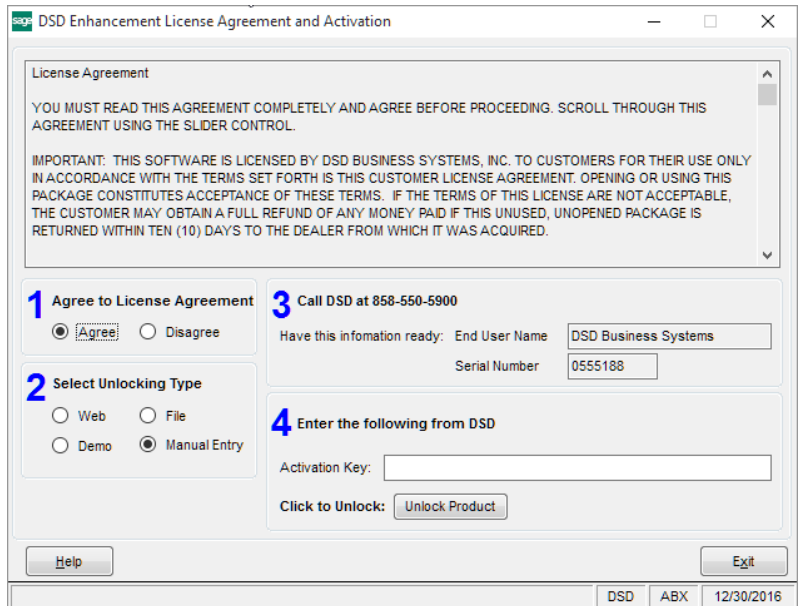 sage DSD Enhancement License Agreement and Activation
License Agreement
YOU MUST READ THIS AGREEMENT COMPLETELY AND AGREE BEFORE PROCEEDING. SCROLL THROUGH THIS
AGREEMENT USING THE SLIDER CONTROL.
IMPORTANT: THIS SOFTWARE IS LICENSED BY DSD BUSINESS SYSTEMS, INC. TO CUSTOMERS FOR THEIR USE ONLY
IN ACCORDANCE WITH THE TERMS SET FORTH IS THIS CUSTOMER LICENSE AGREEMENT. OPENING OR USING THIS
PACKAGE CONSTITUTES ACCEPTANCE OF THESE TERMS. IF THE TERMS OF THIS LICENSE ARE NOT ACCEPTABLE,
THE CUSTOMER MAY OBTAIN A FULL REFUND OF ANY MONEY PAID IF THIS UNUSED, UNOPENED PACKAGE IS
RETURNED WITHIN TEN (10) DAYS TO THE DEALER FROM WHICH IT WAS ACQUIRED.
1 Agree to License Agreement
Agree Disagree
2 Select Unlocking Type
Web File
Demo Manual Entry
3 Call DSD at 858-550-5900
Have this infomation ready: End User Name DSD Business Systems
Serial Number 0555188
4 Enter the following from DSD
Activation Key:
Click to Unlock: Unlock Product
Help Exit
DSD ABX 12/30/2016